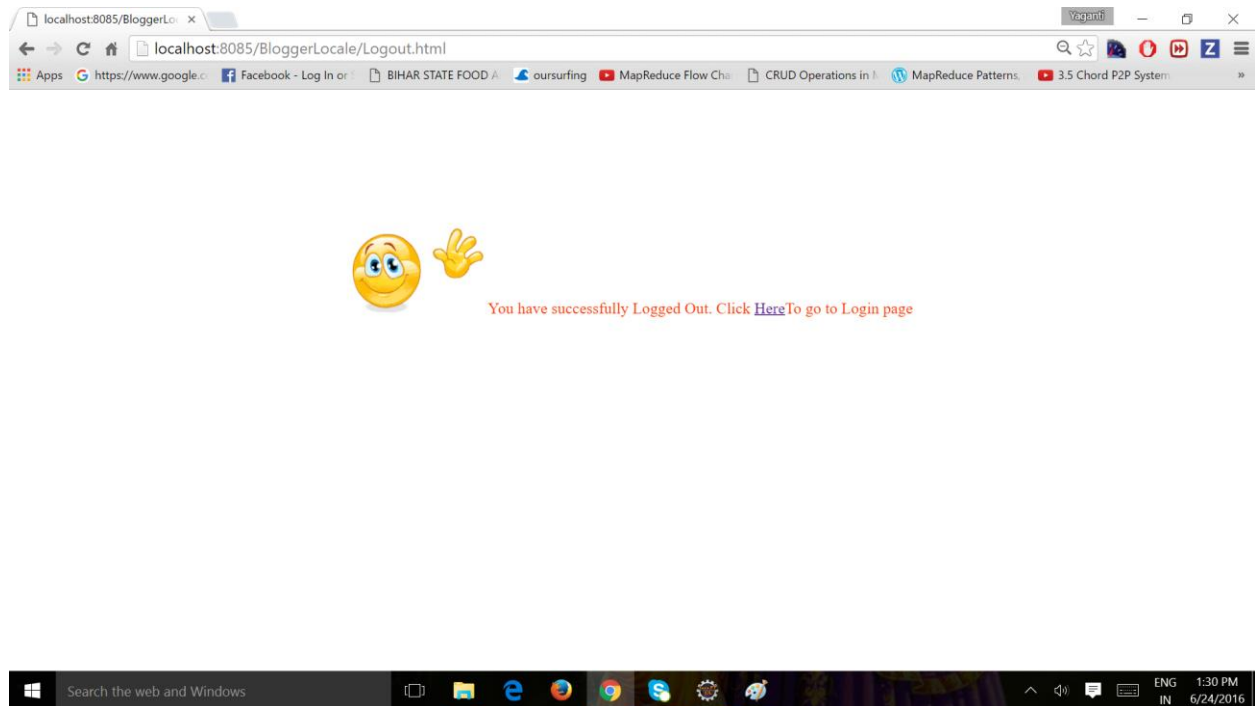 localhost:8085/BloggerLo
Yaganti
localhost:8085/BloggerLocale/Logout.html
Apps https://www.google.c Facebook - Log In or BIHAR STATE FOOD A oursurfing MapReduce Flow Cha CRUD Operations in MapReduce Patterns, 3.5 Chord P2P System »
You have successfully Logged Out. Click HereTo go to Login page
Search the web and Windows
ENG 1:30 PM
IN 6/24/2016